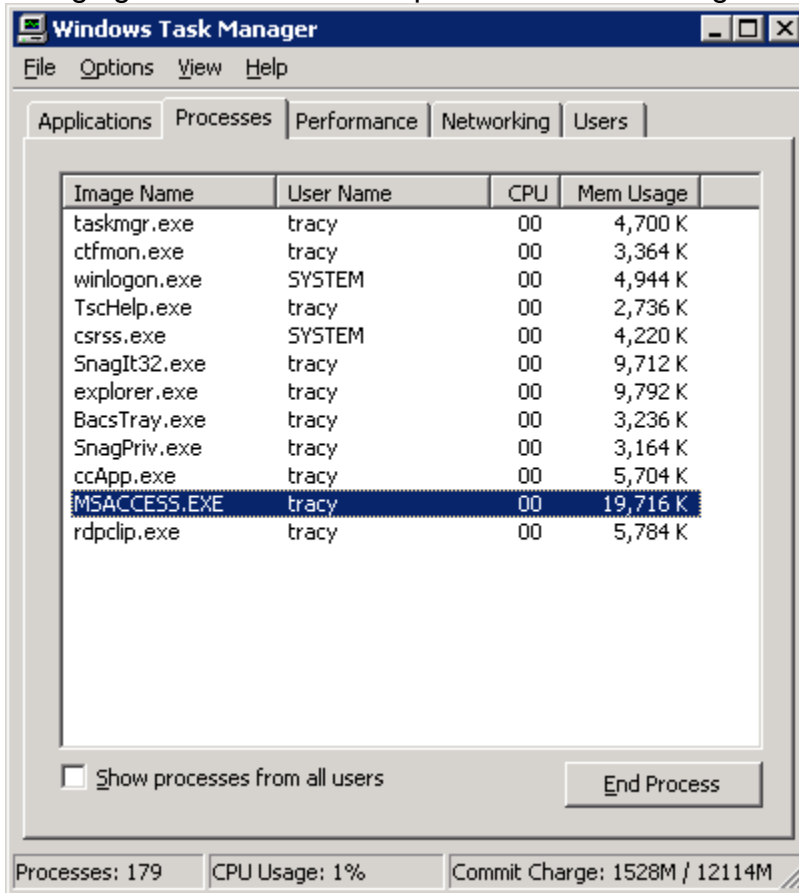 Windows Task Manager
File Options View Help
Applications Processes Performance Networking Users
Image Name User Name CPU Mem Usage
taskmgr.exe tracy 00 4,700 K
ctfmon.exe tracy 00 3,364 K
winlogon.exe SYSTEM 00 4,944 K
TscHelp.exe tracy 00 2,736 K
csrss.exe SYSTEM 00 4,220 K
SnagIt32.exe tracy 00 9,712 K
explorer.exe tracy 00 9,792 K
BacsTray.exe tracy 00 3,236 K
SnagPriv.exe tracy 00 3,164 K
ccApp.exe tracy 00 5,704 K
MSACCESS.EXE tracy 00 19,716 K
rdpclip.exe tracy 00 5,784 K
Show processes from all users
End Process
Processes: 179 CPU Usage: 1% Commit Charge: 1528M / 12114M